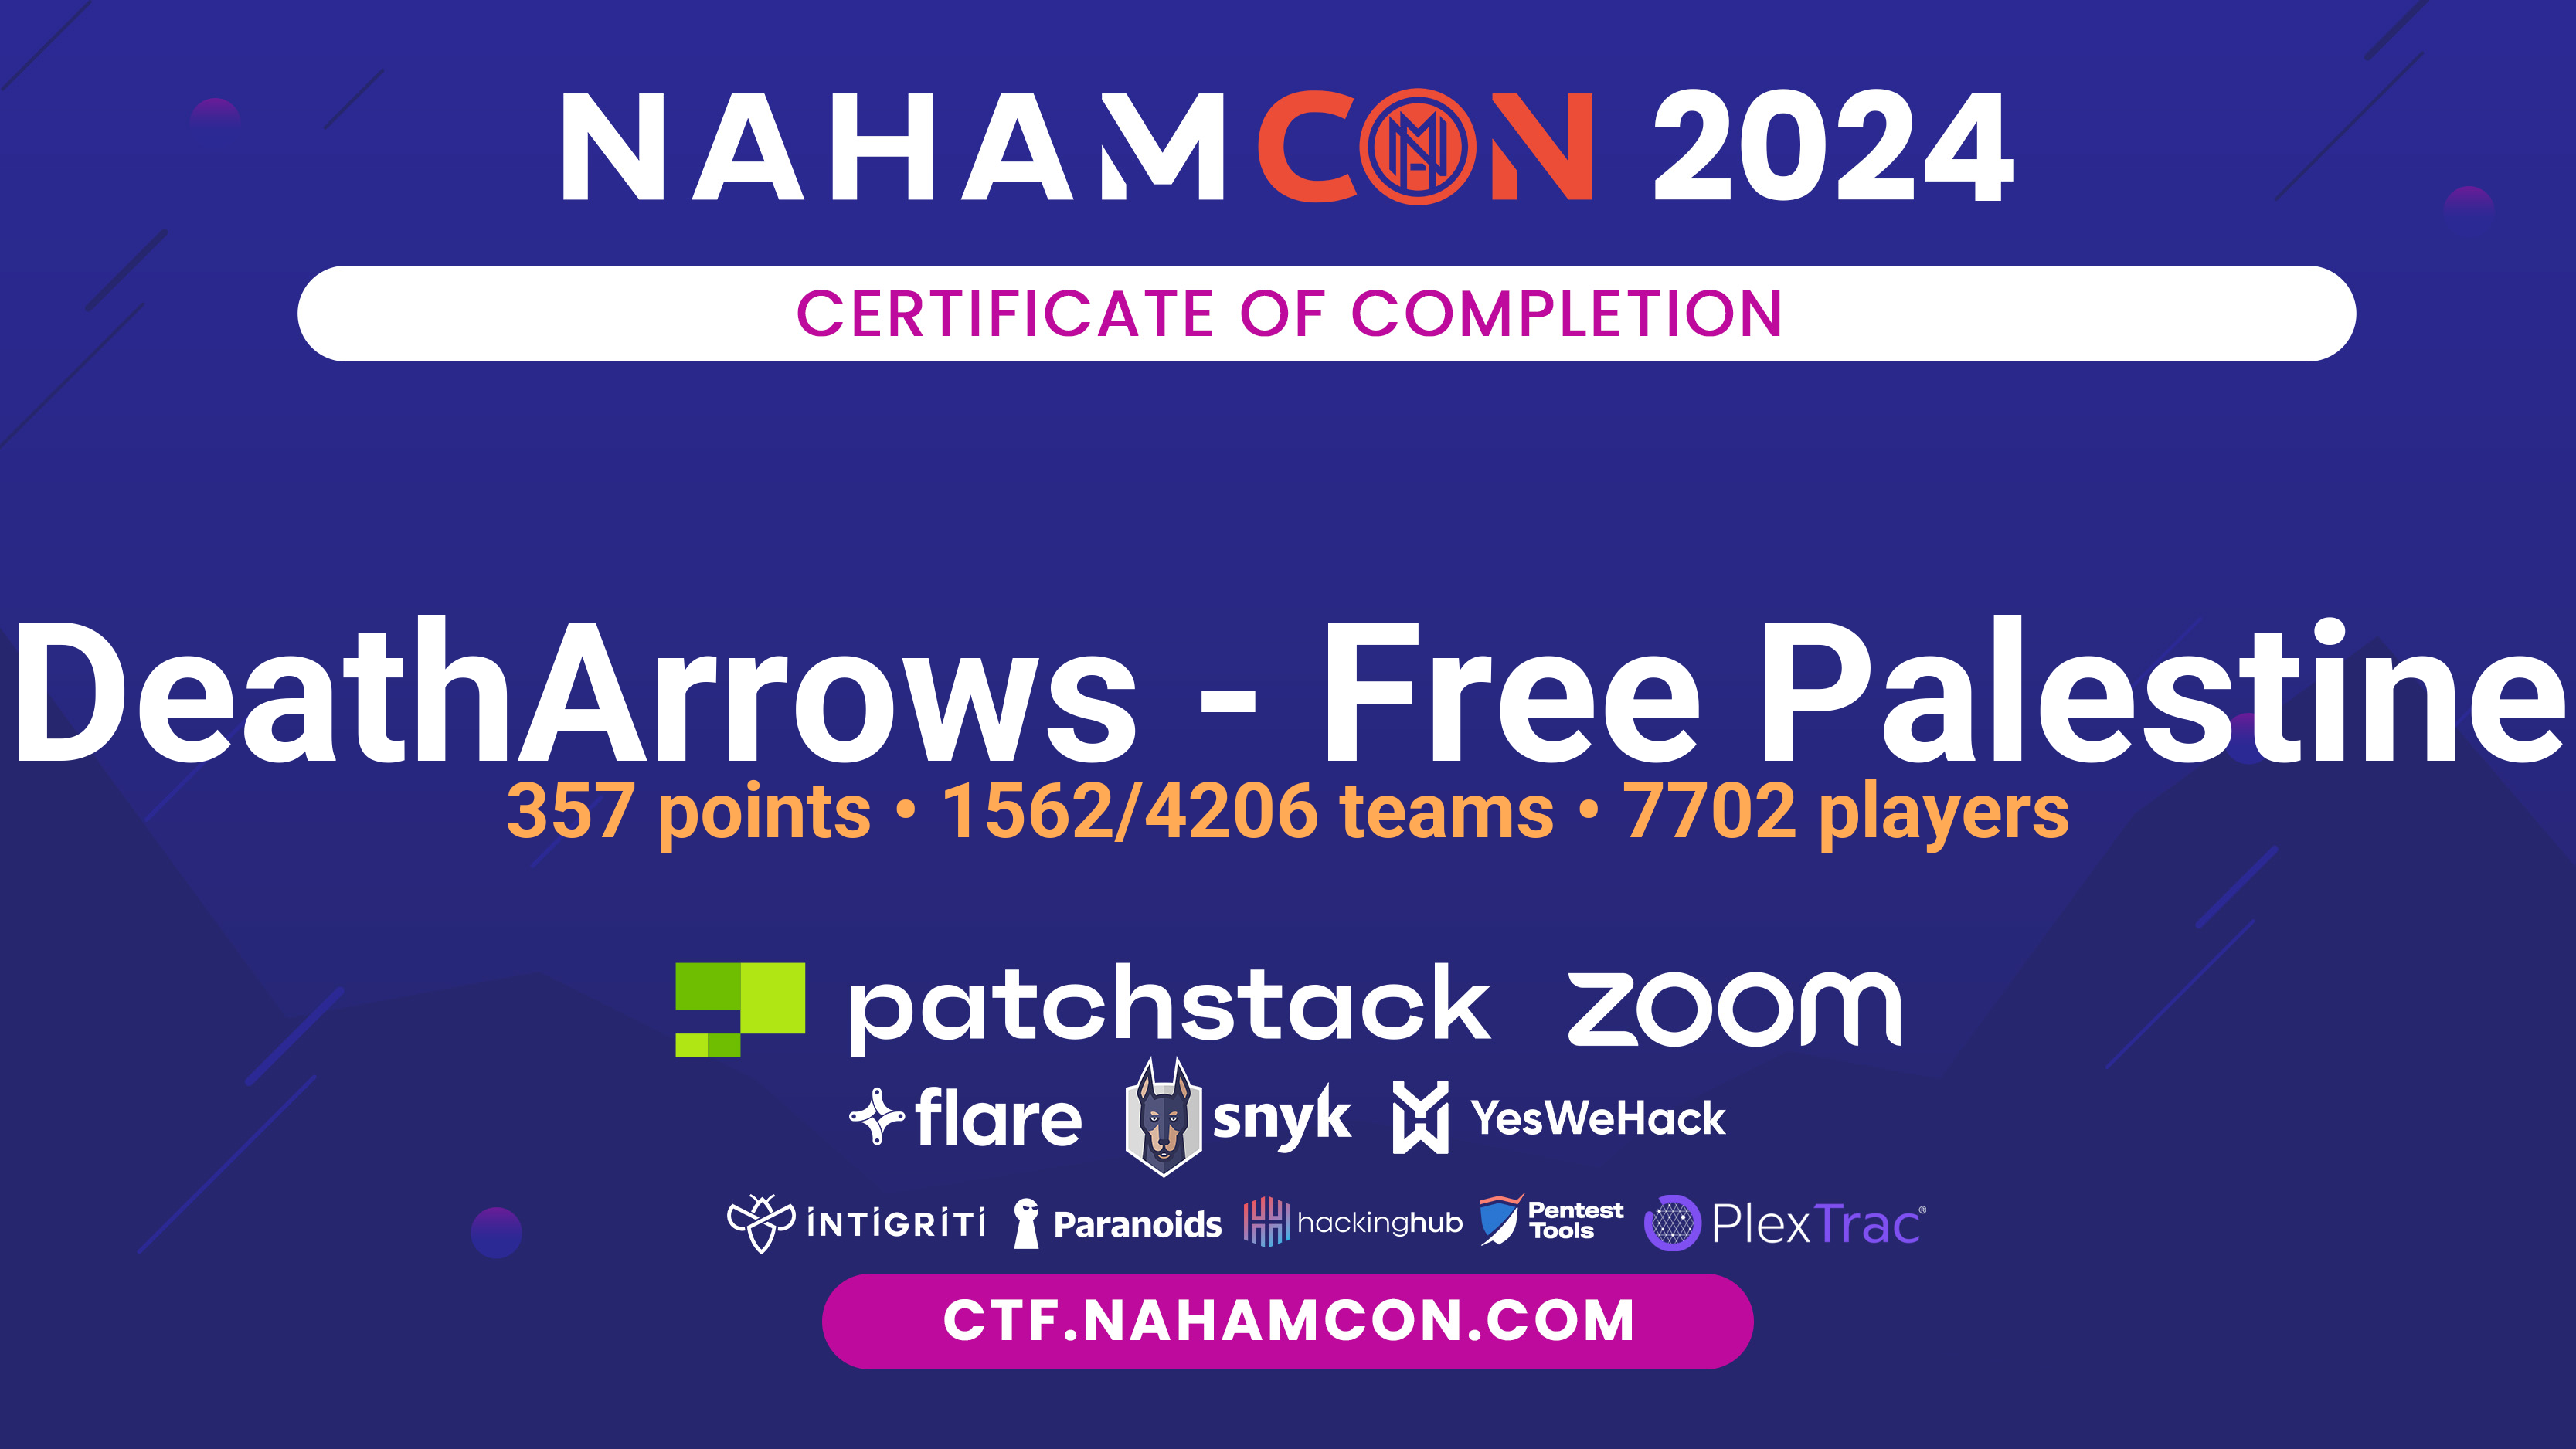 NAHAMCON 2024
CERTIFICATE OF COMPLETION
DeathArrows - Free Palestine
357 points • 1562/4206 teams • 7702 players
patchstack zoom
flare snyk YesWeHack
INTIGRITI Paranoids hackinghub Pentest Tools PlexTrac®
CTF.NAHAMCON.COM